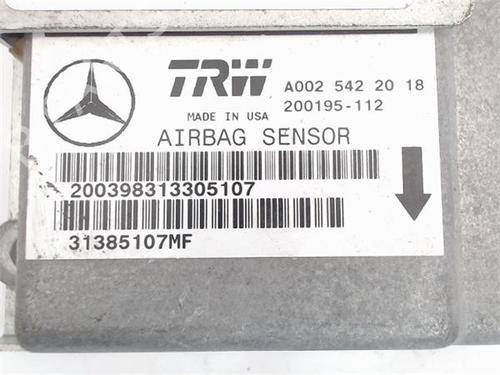 TRW
A002 542 20 18
MADE IN USA
200195-112
AIRBAG SENSOR
200398313305107
31385107MF